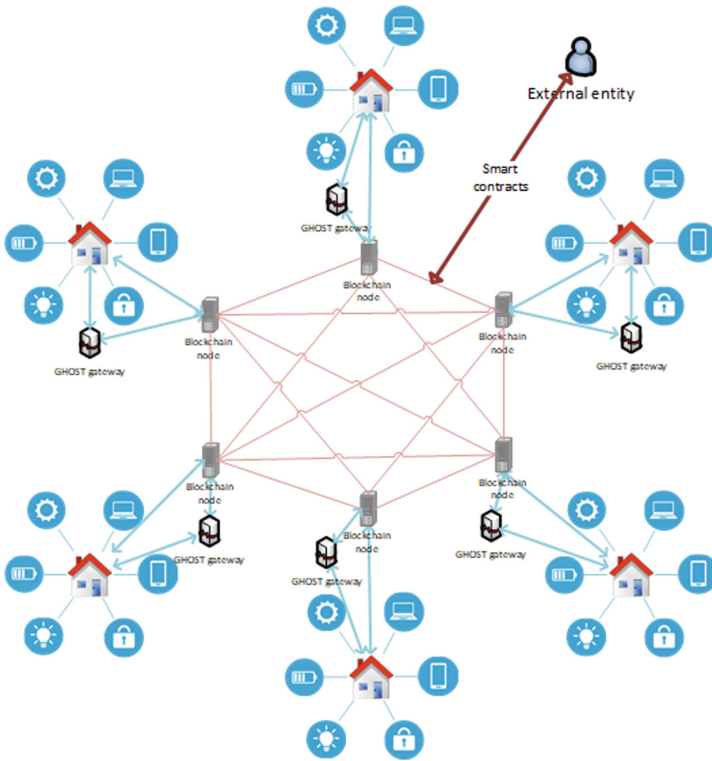 External entity
Smart
contracts
GHOST gateway
Blockchain
node
Blockchain
node
Blockchain
node
GHOST gateway
GHOST gateway
Blockchain
node
Blockchain
node
Blockchain
node
GHOST gateway
GHOST gateway
GHOST gateway